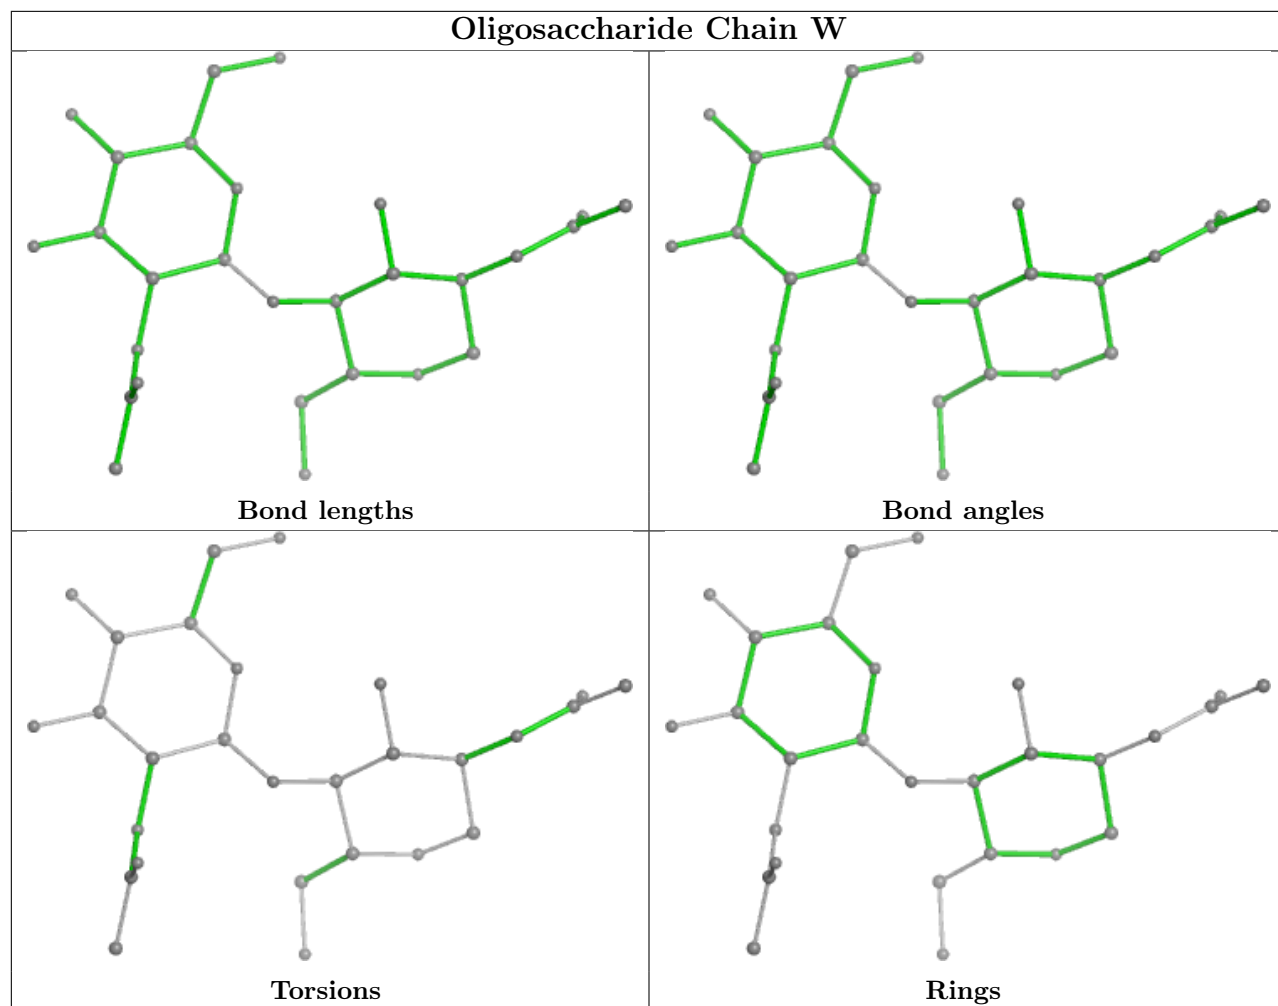 Oligosaccharide Chain W
Bond lengths
Bond angles
Torsions
Rings